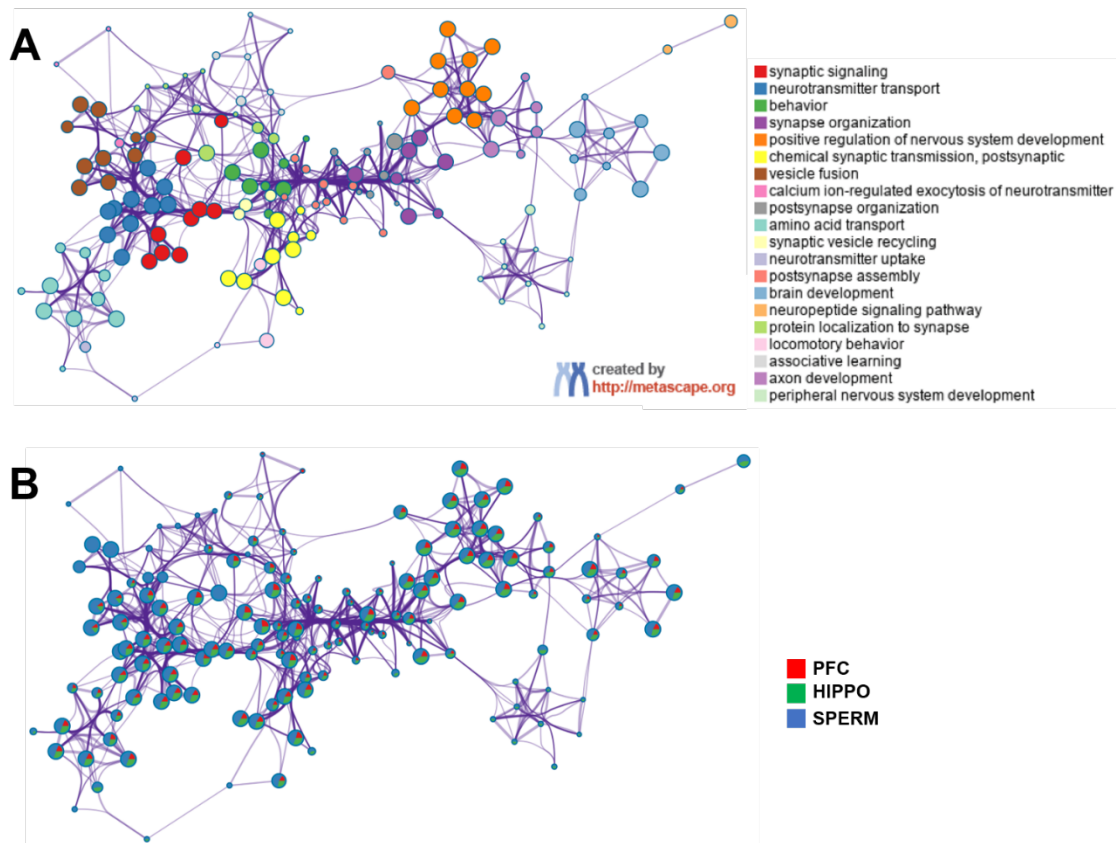 A
synaptic signaling
neurotransmitter transport
behavior
synapse organization
positive regulation of nervous system development
chemical synaptic transmission, postsynaptic
vesicle fusion
calcium ion-regulated exocytosis of neurotransmitter
postsynapse organization
amino acid transport
synaptic vesicle recycling
neurotransmitter uptake
postsynapse assembly
brain development
neuropeptide signaling pathway
protein localization to synapse
locomotory behavior
associative learning
axon development
peripheral nervous system development
created by
http://metascape.org
B
PFC
HIPPO
SPERM